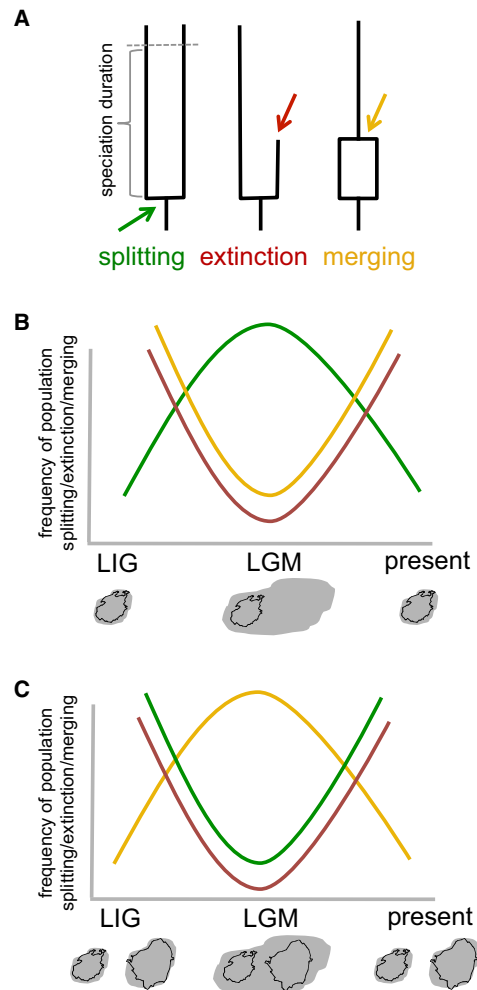 A
speciation duration
splitting extinction merging
B
frequency of population
splitting/extinction/merging
LIG LGM present
C
frequency of population
splitting/extinction/merging
LIG LGM present